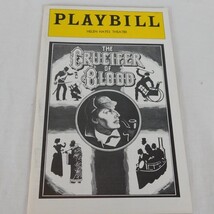 PLAYBILL
HELEN HAYES THEATRE
THE
CRUCIFER
OF
BLOOD